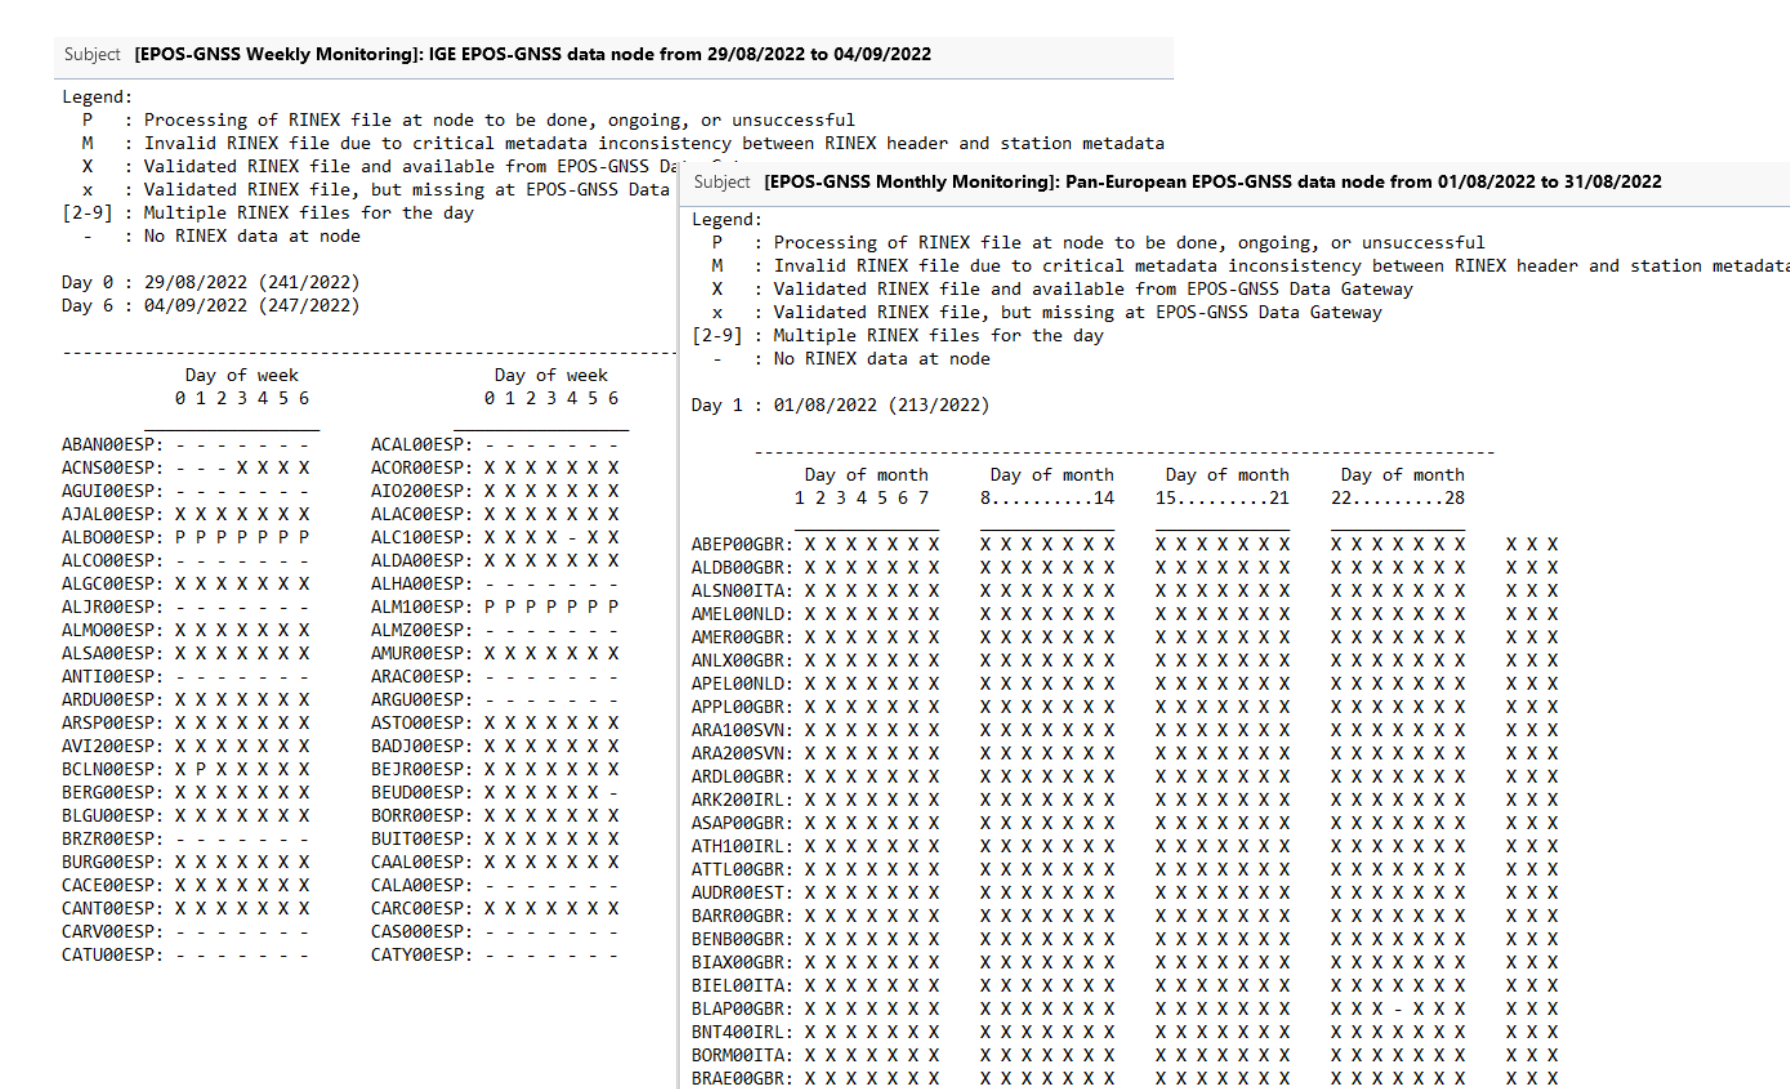 Subject [EPOS-GNSS Weekly Monitoring]: IGE EPOS-GNSS data node from 29/08/2022 to 04/09/2022
Legend:
P : Processing of RINEX file at node to be done, ongoing, or unsuccessful
M : Invalid RINEX file due to critical metadata inconsistency between RINEX header and station metadata
X : Validated RINEX file and available from EPOS-GNSS
x : Validated RINEX file, but missing at EPOS-GNSS Data
[2-9] : Multiple RINEX files for the day
- : No RINEX data at node
Day 0 : 29/08/2022 (241/2022)
Day 6 : 04/09/2022 (247/2022)
--------------------------------------------------------------
Day of week Day of week
0 1 2 3 4 5 6 0 1 2 3 4 5 6
ABAN00ESP: - - - - - - - ACAL00ESP: - - - - - - -
ACNS00ESP: - - - X X X X ACOR00ESP: X X X X X X X
AGUI00ESP: - - - - - - - AIO200ESP: X X X X X X X
AJAL00ESP: X X X X X X X ALAC00ESP: X X X X X X X
ALBO00ESP: P P P P P P P ALC100ESP: X X X X - X X
ALCO00ESP: - - - - - - - ALDA00ESP: X X X X X X X
ALGC00ESP: X X X X X X X ALHA00ESP: - - - - - - -
ALJR00ESP: - - - - - - - ALM100ESP: P P P P P P P
ALMO00ESP: X X X X X X X ALMZ00ESP: - - - - - - -
ALSA00ESP: X X X X X X X AMUR00ESP: X X X X X X X
ANTI00ESP: - - - - - - - ARAC00ESP: - - - - - - -
ARDU00ESP: X X X X X X X ARGU00ESP: - - - - - - -
ARSP00ESP: X X X X X X X ASTO00ESP: X X X X X X X
AVI200ESP: X X X X X X X BADJ00ESP: X X X X X X X
BCLN00ESP: X P X X X X X BEJR00ESP: X X X X X X X
BERG00ESP: X X X X X X X BEUD00ESP: X X X X X X -
BLGU00ESP: X X X X X X X BORR00ESP: X X X X X X X
BRZR00ESP: - - - - - - - BUIT00ESP: X X X X X X X
BURG00ESP: X X X X X X X CAAL00ESP: X X X X X X X
CACE00ESP: X X X X X X X CALA00ESP: - - - - - - -
CANT00ESP: X X X X X X X CARC00ESP: X X X X X X X
CARV00ESP: - - - - - - - CAS000ESP: - - - - - - -
CATU00ESP: - - - - - - - CATY00ESP: - - - - - - -
Subject [EPOS-GNSS Monthly Monitoring]: Pan-European EPOS-GNSS data node from 01/08/2022 to 31/08/2022
Legend:
P : Processing of RINEX file at node to be done, ongoing, or unsuccessful
M : Invalid RINEX file due to critical metadata inconsistency between RINEX header and station metadata
X : Validated RINEX file and available from EPOS-GNSS Data Gateway
x : Validated RINEX file, but missing at EPOS-GNSS Data Gateway
[2-9] : Multiple RINEX files for the day
- : No RINEX data at node
Day 1 : 01/08/2022 (213/2022)
------------------------------------------------------------------------
Day of month Day of month Day of month Day of month
1 2 3 4 5 6 7 8..........14 15.........21 22.........28
ABEP00GBR: X X X X X X X X X X X X X X X X X X X X X X X X X X X X X X X
ALDB00GBR: X X X X X X X X X X X X X X X X X X X X X X X X X X X X X X X
ALSN00ITA: X X X X X X X X X X X X X X X X X X X X X X X X X X X X X X X
AMEL00NLD: X X X X X X X X X X X X X X X X X X X X X X X X X X X X X X X
AMER00GBR: X X X X X X X X X X X X X X X X X X X X X X X X X X X X X X X
ANLX00GBR: X X X X X X X X X X X X X X X X X X X X X X X X X X X X X X X
APEL00NLD: X X X X X X X X X X X X X X X X X X X X X X X X X X X X X X X
APPL00GBR: X X X X X X X X X X X X X X X X X X X X X X X X X X X X X X X
ARA100SVN: X X X X X X X X X X X X X X X X X X X X X X X X X X X X X X X
ARA200SVN: X X X X X X X X X X X X X X X X X X X X X X X X X X X X X X X
ARDL00GBR: X X X X X X X X X X X X X X X X X X X X X X X X X X X X X X X
ARK200IRL: X X X X X X X X X X X X X X X X X X X X X X X X X X X X X X X
ASAP00GBR: X X X X X X X X X X X X X X X X X X X X X X X X X X X X X X X
ATH100IRL: X X X X X X X X X X X X X X X X X X X X X X X X X X X X X X X
ATTL00GBR: X X X X X X X X X X X X X X X X X X X X X X X X X X X X X X X
AUDR00EST: X X X X X X X X X X X X X X X X X X X X X X X X X X X X X X X
BARR00GBR: X X X X X X X X X X X X X X X X X X X X X X X X X X X X X X X
BENB00GBR: X X X X X X X X X X X X X X X X X X X X X X X X X X X X X X X
BIAX00GBR: X X X X X X X X X X X X X X X X X X X X X X X X X X X X X X X
BIEL00ITA: X X X X X X X X X X X X X X X X X X X X X X X X X X X X X X X
BLAP00GBR: X X X X X X X X X X X X X X X X X X X X X X X X - X X X X X X
BNT400IRL: X X X X X X X X X X X X X X X X X X X X X X X X X X X X X X X
BORM00ITA: X X X X X X X X X X X X X X X X X X X X X X X X X X X X X X X
BRAE00GBR: X X X X X X X X X X X X X X X X X X X X X X X X X X X X X X X